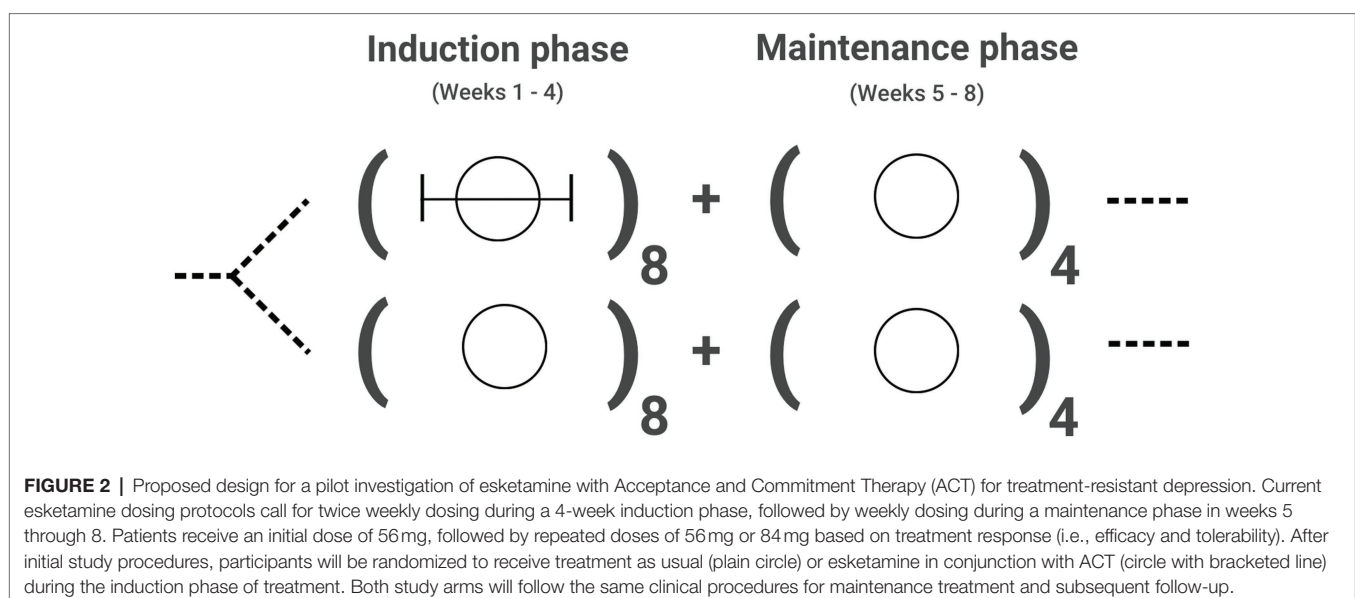 Induction phase
(Weeks 1 - 4)
Maintenance phase
(Weeks 5 - 8)
( )8 + ( )4
( )8 + ( )4
FIGURE 2 | Proposed design for a pilot investigation of esketamine with Acceptance and Commitment Therapy (ACT) for treatment-resistant depression. Current
esketamine dosing protocols call for twice weekly dosing during a 4-week induction phase, followed by weekly dosing during a maintenance phase in weeks 5
through 8. Patients receive an initial dose of 56 mg, followed by repeated doses of 56 mg or 84 mg based on treatment response (i.e., efficacy and tolerability). After
initial study procedures, participants will be randomized to receive treatment as usual (plain circle) or esketamine in conjunction with ACT (circle with bracketed line)
during the induction phase of treatment. Both study arms will follow the same clinical procedures for maintenance treatment and subsequent follow-up.